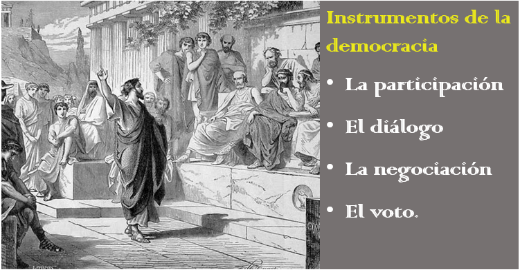 Instrumentos de la
democracia
• La participación
• El diálogo
• La negociación
• El voto.